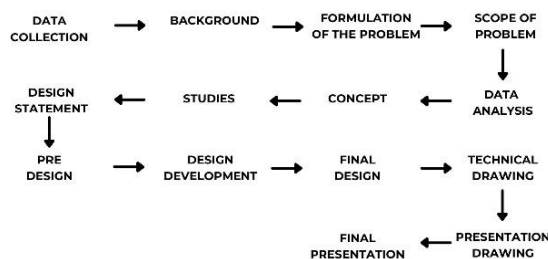 DATA
COLLECTION
BACKGROUND
FORMULATION
OF THE PROBLEM
SCOPE OF
PROBLEM
DATA
ANALYSIS
CONCEPT
STUDIES
DESIGN
STATEMENT
PRE
DESIGN
DESIGN
DEVELOPMENT
FINAL
DESIGN
TECHNICAL
DRAWING
PRESENTATION
DRAWING
FINAL
PRESENTATION